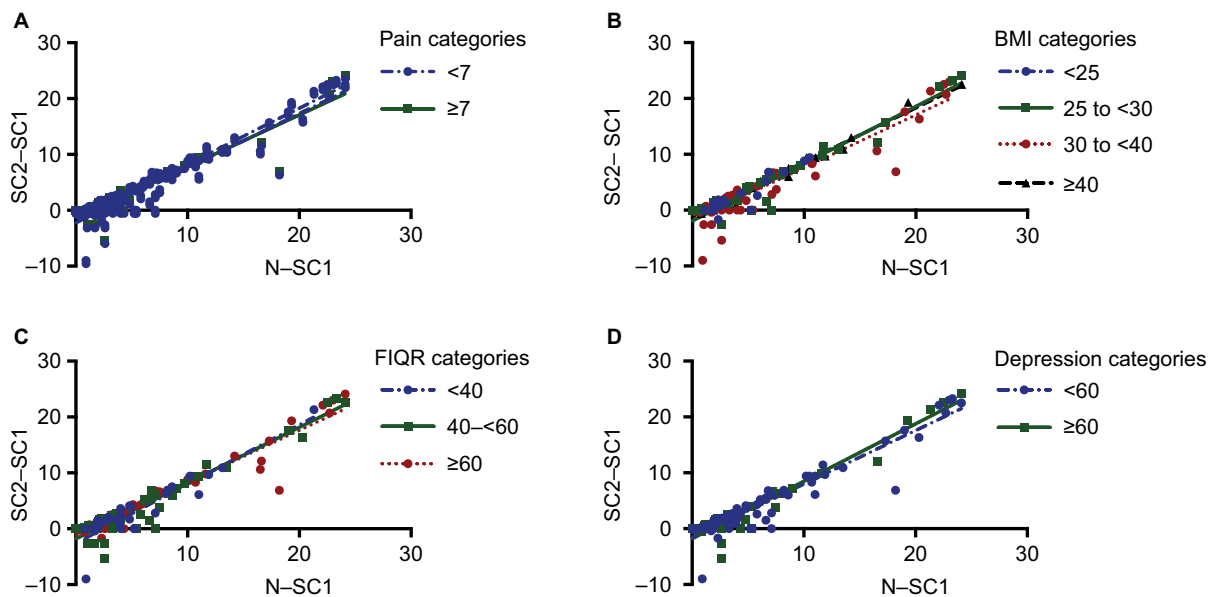 A
Pain categories
<7
≥7
SC2–SC1
30
20
10
0
–10
10
20
30
N–SC1
B
BMI categories
<25
25 to <30
30 to <40
≥40
SC2– SC1
30
20
10
0
–10
10
20
30
N–SC1
C
FIQR categories
<40
40–<60
≥60
SC2–SC1
30
20
10
0
–10
10
20
30
N–SC1
D
Depression categories
<60
≥60
SC2–SC1
30
20
10
0
–10
10
20
30
N–SC1